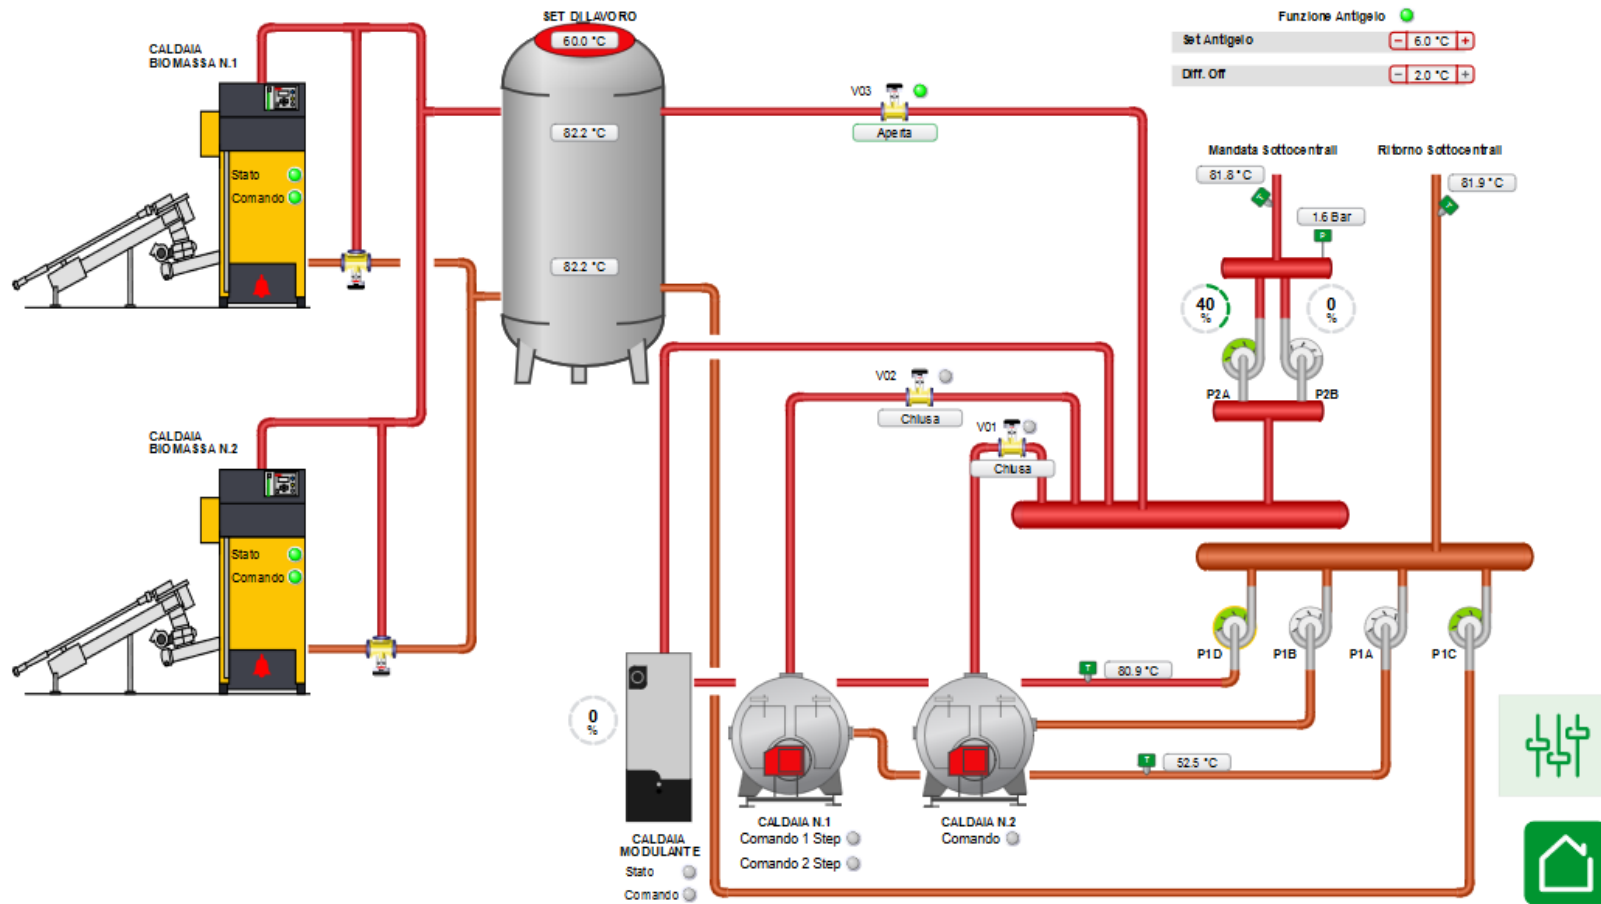 SET DI LAVORO
60.0 °C
Funzione Antigelo
Set Antigelo
− 6.0 °C +
Diff. Off
− 2.0 °C +
CALDAIA
BIOMASSA N.1
Stato
Comando
82.2 °C
82.2 °C
V03
Aperta
Mandata Sottocentrali
81.8 °C
Ritorno Sottocentrali
81.9 °C
T
T
1.6 Bar
P
40
%
0
%
P2A
P2B
V02
Chiusa
V01
Chiusa
CALDAIA
BIOMASSA N.2
Stato
Comando
P1D
P1B
P1A
P1C
T
80.9 °C
T
52.5 °C
0
%
CALDAIA
MODULANTE
Stato
Comando
CALDAIA N.1
Comando 1 Step
Comando 2 Step
CALDAIA N.2
Comando